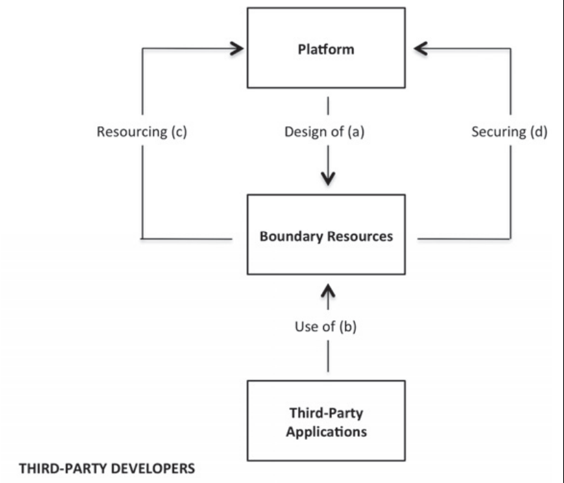 Platform
Resourcing (c)
Design of (a)
Securing (d)
Boundary Resources
Use of (b)
Third-Party
Applications
THIRD-PARTY DEVELOPERS